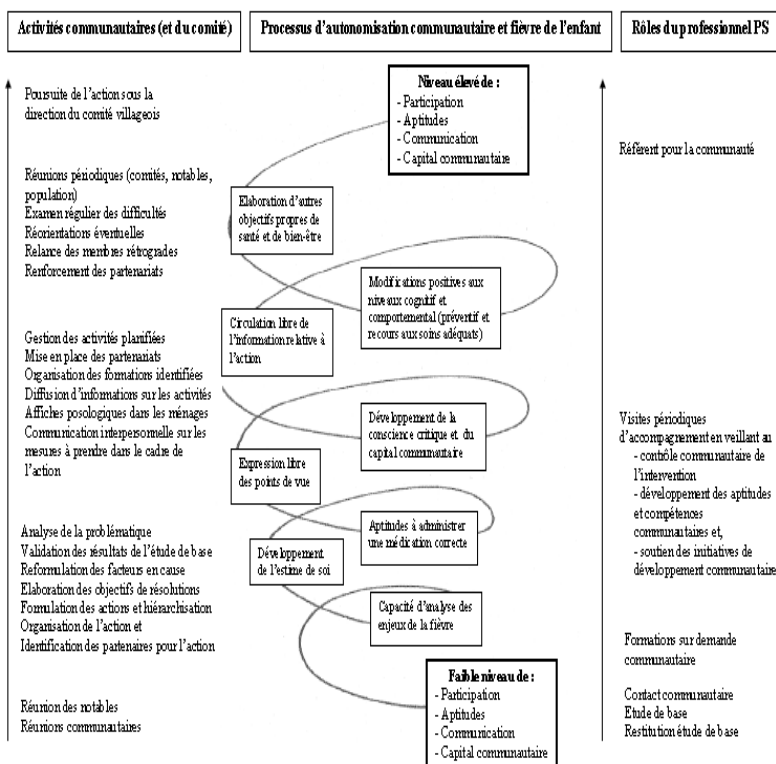 Activités communautaires (et du comité)
Processus d'autonomisation communautaire et fièvre de l'enfant
Rôles du professionnel PS
Poursuite de l'action sous la
direction du comité villageois
Réunions périodiques (comités, notables,
population)
Examen régulier des difficultés
Réorientations éventuelles
Relance des membres rétrogrades
Renforcement des partenariats
Gestion des activités planifiées
Mise en place des partenariats
Organisation des formations identifiées
Diffusion d'informations sur les activités
Affiches posologiques dans les ménages
Communication interpersonnelle sur les
mesures à prendre dans le cadre de
l'action
Analyse de la problématique
Validation des résultats de l'étude de base
Reformulation des facteurs en cause
Elaboration des objectifs de résolutions
Formulation des actions et hiérarchisation
Organisation de l'action et
Identification des partenaires pour l'action
Réunion des notables
Réunions communautaires
Niveau élevé de :
- Participation
- Aptitudes
- Communication
- Capital communautaire
Elaboration d'autres
objectifs propres de
santé et de bien-être
Modifications positives aux
niveaux cognitif et
comportemental (préventif et
recours aux soins adéquats)
Circulation libre de
l'information relative à
l'action
Développement de la
conscience critique et du
capital communautaire
Expression libre
des points de vue
Aptitudes à administrer
une médication correcte
Développement
de l'estime de soi
Capacité d'analyse des
enjeux de la fièvre
Faible niveau de :
- Participation
- Aptitudes
- Communication
- Capital communautaire
Référent pour la communauté
Visites périodiques
d'accompagnement en veillant au
- contrôle communautaire de
l'intervention
- développement des aptitudes
et compétences
communautaires et,
- soutien des initiatives de
développement communautaire
Formations sur demande
communautaire
Contact communautaire
Etude de base
Restitution étude de base